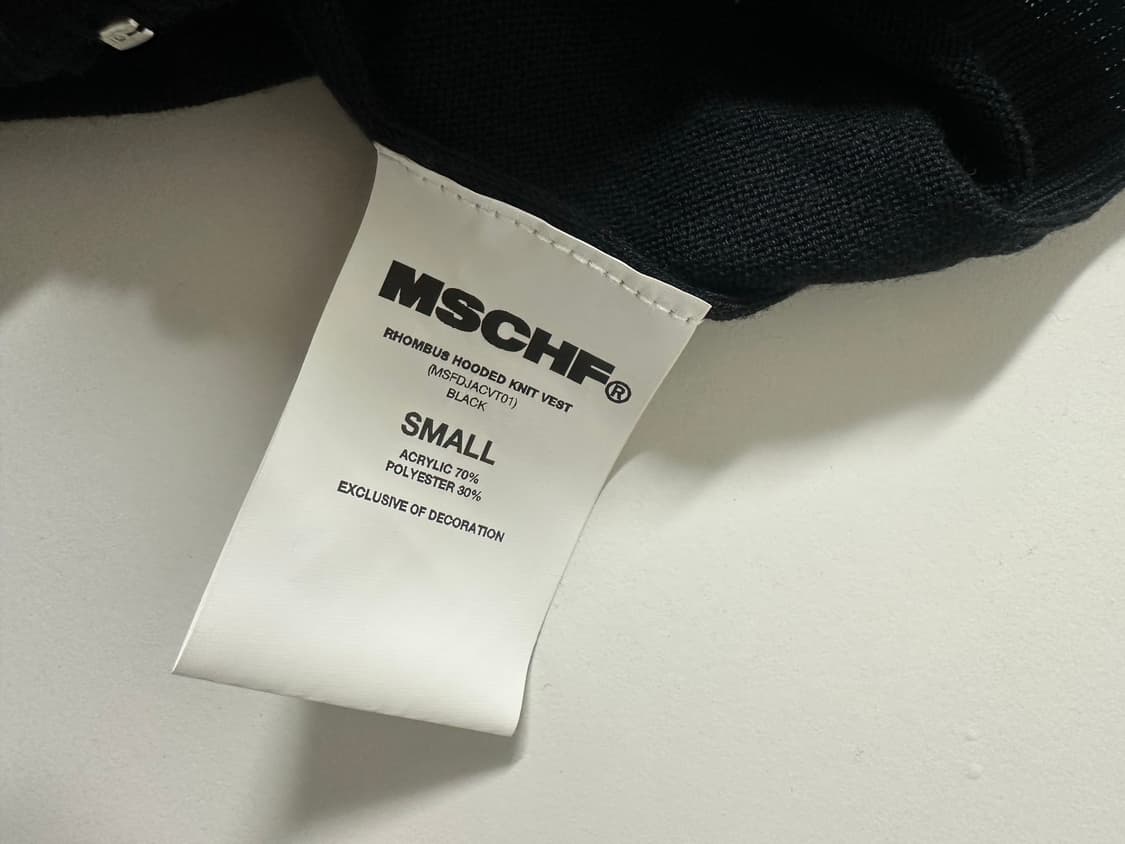 MSCHF®
RHOMBUS HOODED KNIT VEST
(MSFDJACVT01)
BLACK
SMALL
ACRYLIC 70%
POLYESTER 30%
EXCLUSIVE OF DECORATION